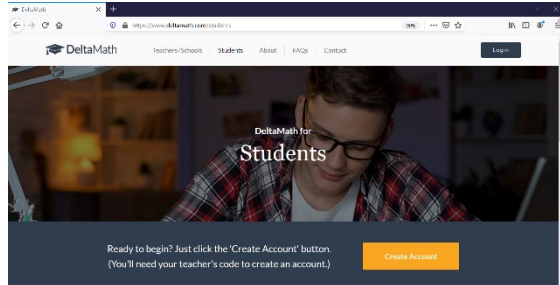 DeltaMath
https://www.deltamath.com/students
DeltaMath
Teachers/Schools Students About FAQs Contact
Login
DeltaMath for
Students
Ready to begin? Just click the 'Create Account' button.
(You'll need your teacher's code to create an account.)
Create Account